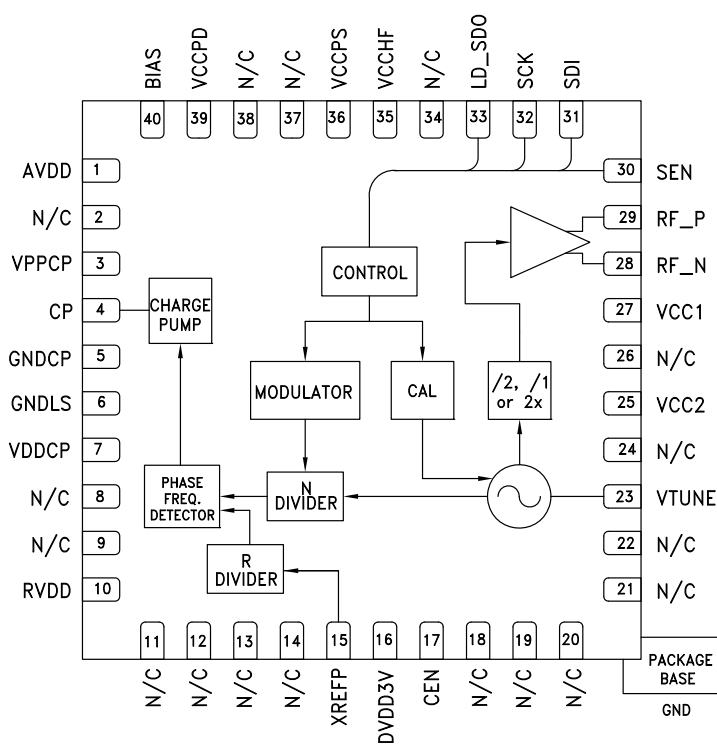 BIAS
VCCPD
N/C
N/C
VCCPS
VCCHF
N/C
LD_SDO
SCK
SDI
40
39
38
37
36
35
34
33
32
31
AVDD 1
N/C 2
VPPCP 3
CP 4
GNDCP 5
GNDLS 6
VDDCP 7
N/C 8
N/C 9
RVDD 10
CONTROL
CHARGE
PUMP
MODULATOR
CAL
/2, /1
or 2x
PHASE
FREQ.
DETECTOR
N
DIVIDER
R
DIVIDER
30 SEN
29 RF_P
28 RF_N
27 VCC1
26 N/C
25 VCC2
24 N/C
23 VTUNE
22 N/C
21 N/C
11
12
13
14
15
16
17
18
19
20
N/C
N/C
N/C
N/C
XREFP
DVDD3V
CEN
N/C
N/C
N/C
PACKAGE
BASE
GND